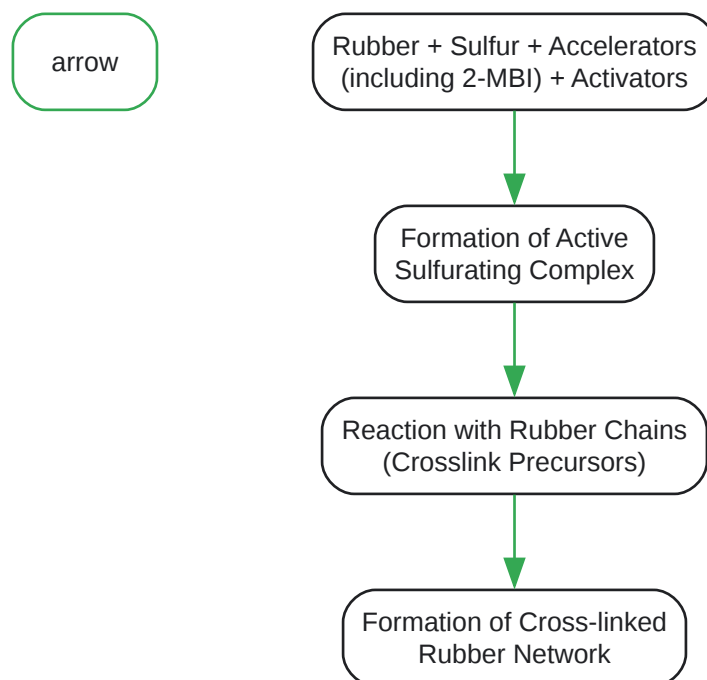 arrow
Rubber + Sulfur + Accelerators
(including 2-MBI) + Activators
Formation of Active
Sulfurating Complex
Reaction with Rubber Chains
(Crosslink Precursors)
Formation of Cross-linked
Rubber Network